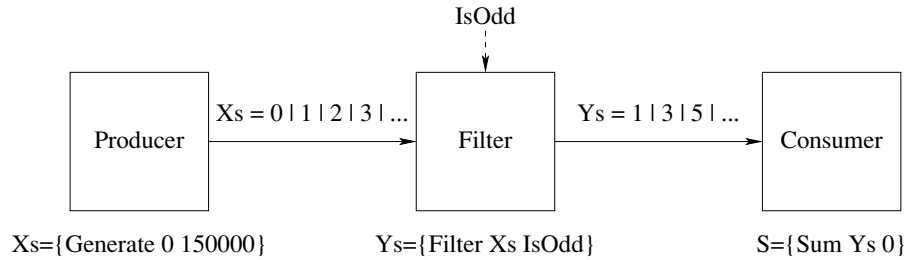 IsOdd
Xs = 0 | 1 | 2 | 3 | ...
Ys = 1 | 3 | 5 | ...
Producer
Filter
Consumer
Xs={Generate 0 150000}
Ys={Filter Xs IsOdd}
S={Sum Ys 0}